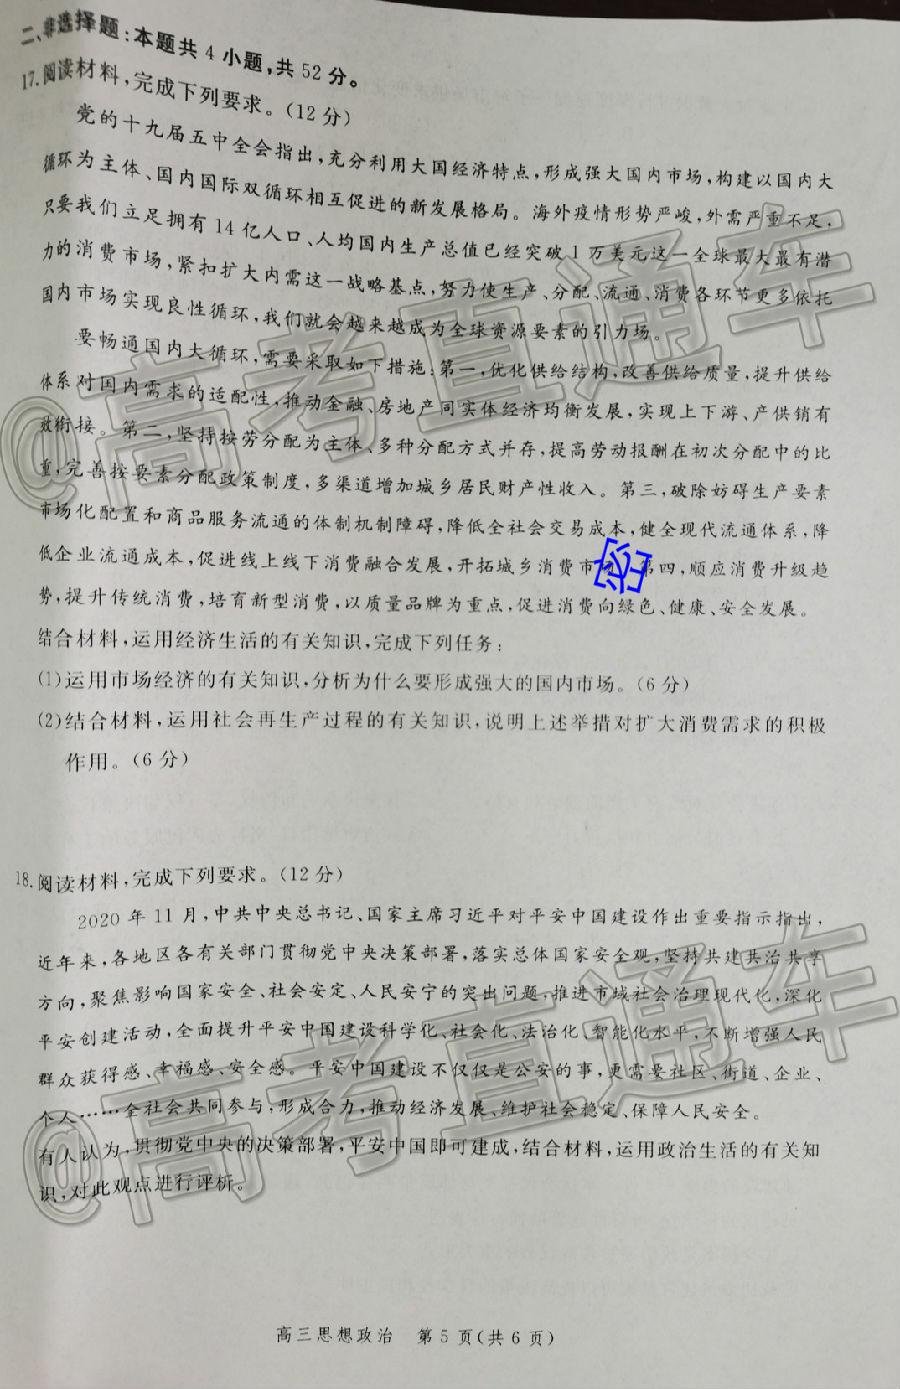 二、非选择题:本题共4小题,共52分。
17.阅读材料,完成下列要求。(12分)
党的十九届五中全会指出,充分利用大国经济特点,形成强大国内市场,构建以国内大
循环为主体、国内国际双循环相互促进的新发展格局。海外疫情形势严峻,外需严重不足,
只要我们立足拥有14亿人口、人均国内生产总值已经突破1万美元这一全球最大最有潜
力的消费市场,紧扣扩大内需这一战略基点,努力使生产、分配、流通、消费各环节更多依托
国内市场实现良性循环,我们就会越来越成为全球资源要素的引力场。
要畅通国内大循环,需要采取如下措施:第一,优化供给结构,改善供给质量,提升供给
体系对国内需求的适配性,推动金融、房地产同实体经济均衡发展,实现上下游、产供销有
效衔接。第二,坚持按劳分配为主体、多种分配方式并存,提高劳动报酬在初次分配中的比
重,完善按要素分配政策制度,多渠道增加城乡居民财产性收入。第三,破除妨碍生产要素
市场化配置和商品服务流通的体制机制障碍,降低全社会交易成本,健全现代流通体系,降
低企业流通成本,促进线上线下消费融合发展,开拓城乡消费市 密 第四,顺应消费升级趋
势,提升传统消费,培育新型消费,以质量品牌为重点,促进消费向绿色、健康、安全发展。
结合材料,运用经济生活的有关知识,完成下列任务:
(1)运用市场经济的有关知识,分析为什么要形成强大的国内市场。(6分)
(2)结合材料,运用社会再生产过程的有关知识,说明上述举措对扩大消费需求的积极
作用。(6分)
18.阅读材料,完成下列要求。(12分)
2020年11月,中共中央总书记、国家主席习近平对平安中国建设作出重要指示指出,
近年来,各地区各有关部门贯彻党中央决策部署,落实总体国家安全观,坚持共建共治共享
方向,聚焦影响国家安全、社会安定、人民安宁的突出问题,推进市域社会治理现代化,深化
平安创建活动,全面提升平安中国建设科学化、社会化、法治化、智能化水平,不断增强人民
群众获得感、幸福感、安全感。平安中国建设不仅仅是公安的事,更需要社区、街道、企业、
个人……全社会共同参与,形成合力,推动经济发展、维护社会稳定、保障人民安全。
有人认为,贯彻党中央的决策部署,平安中国即可建成,结合材料,运用政治生活的有关知
识,对此观点进行评析。
高三思想政治 第5页(共6页)
@高考直通车
@高考直通车